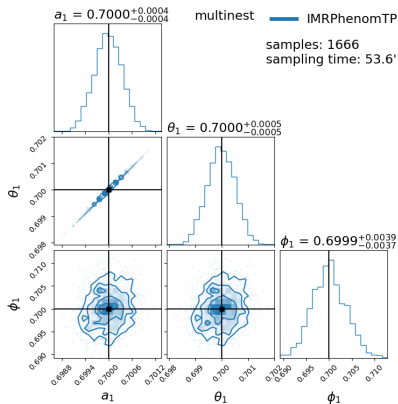 a₁ = 0.7000⁺⁰·⁰⁰⁰⁴₋₀.₀₀₀₄
multinest
IMRPhenomTP
samples: 1666
sampling time: 53.6'
θ₁ = 0.7000⁺⁰·⁰⁰⁰⁵₋₀.₀₀₀₅
0.702
0.701
0.700
0.699
0.698
θ₁
ϕ₁ = 0.6999⁺⁰·⁰⁰³⁹₋₀.₀₀₃₇
0.710
0.705
0.700
0.695
0.690
ϕ₁
0.6988 0.6994 0.7000 0.7006 0.7012
a₁
0.698 0.699 0.700 0.701 0.702
θ₁
0.690 0.695 0.700 0.705 0.710
ϕ₁